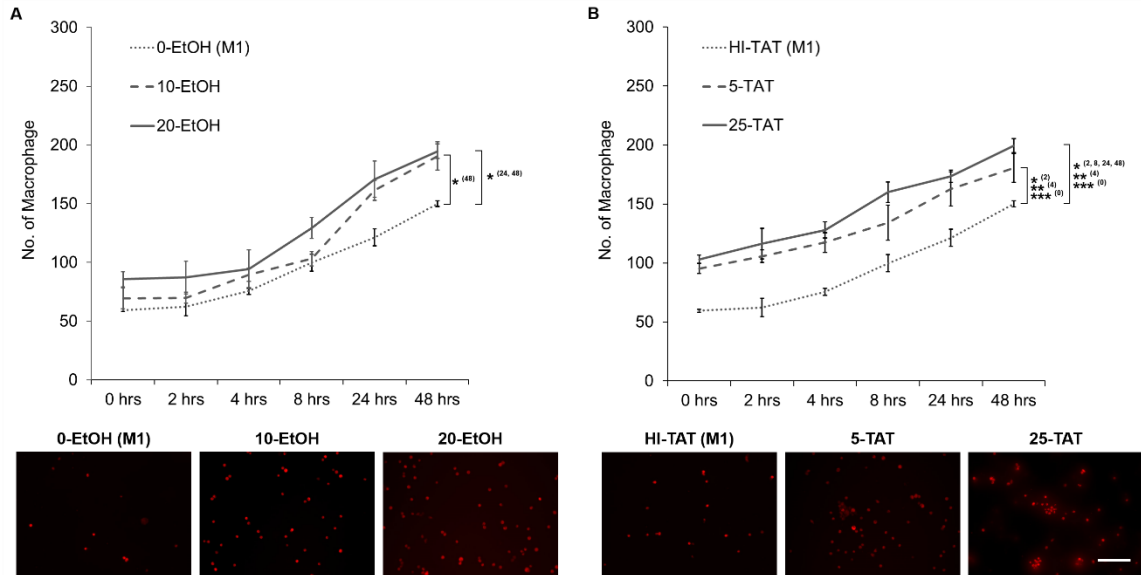 A
300
250
200
150
100
50
0
No. of Macrophage
0-EtOH (M1)
10-EtOH
20-EtOH
* (48)
* (24, 48)
0 hrs 2 hrs 4 hrs 8 hrs 24 hrs 48 hrs
0-EtOH (M1) 10-EtOH 20-EtOH
B
300
250
200
150
100
50
0
No. of Macrophage
HI-TAT (M1)
5-TAT
25-TAT
* (2)
** (4)
*** (0)
* (2, 8, 24, 48)
** (4)
*** (0)
0 hrs 2 hrs 4 hrs 8 hrs 24 hrs 48 hrs
HI-TAT (M1) 5-TAT 25-TAT